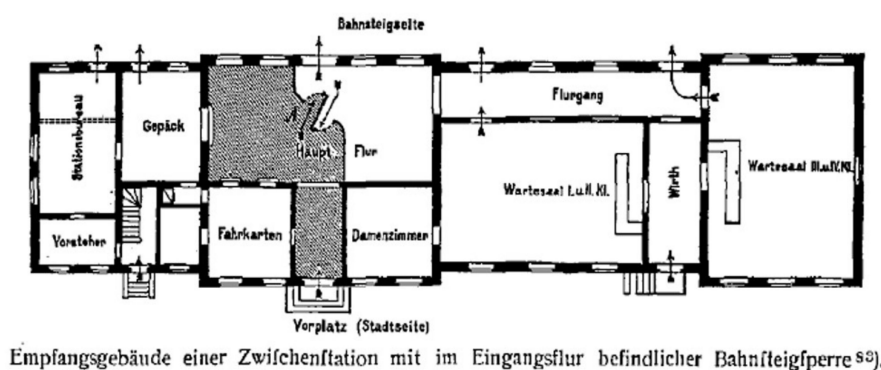 Bahnsteigseite
Stationsbureau
Gepäck
Haupt Flur
Flurgang
Wartesaal I. u. II. Kl.
Wirth
Wartesaal III. u. IV. Kl.
Vorsteher
Fahrkarten
Damenzimmer
Vorplatz (Stadtseite)
Empfangsgebäude einer Zwiſchenſtation mit im Eingangsflur befindlicher Bahnſteigſperre 83).